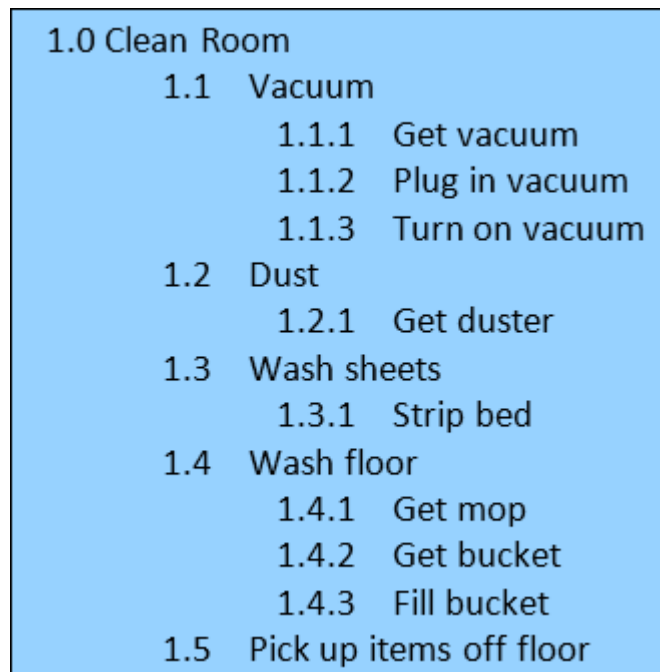 1.0 Clean Room
1.1 Vacuum
1.1.1 Get vacuum
1.1.2 Plug in vacuum
1.1.3 Turn on vacuum
1.2 Dust
1.2.1 Get duster
1.3 Wash sheets
1.3.1 Strip bed
1.4 Wash floor
1.4.1 Get mop
1.4.2 Get bucket
1.4.3 Fill bucket
1.5 Pick up items off floor